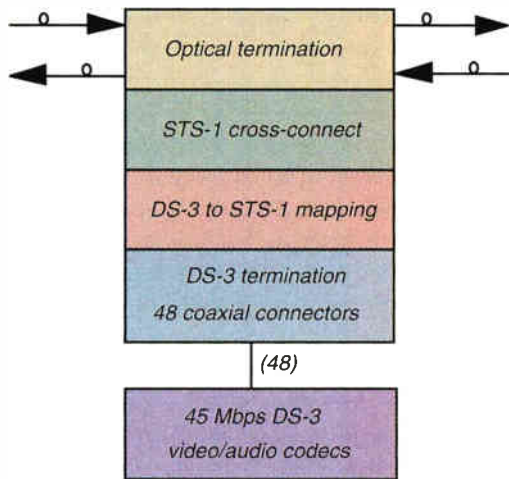 o
o
Optical termination
o
o
STS-1 cross-connect
DS-3 to STS-1 mapping
DS-3 termination
48 coaxial connectors
(48)
45 Mbps DS-3
video/audio codecs